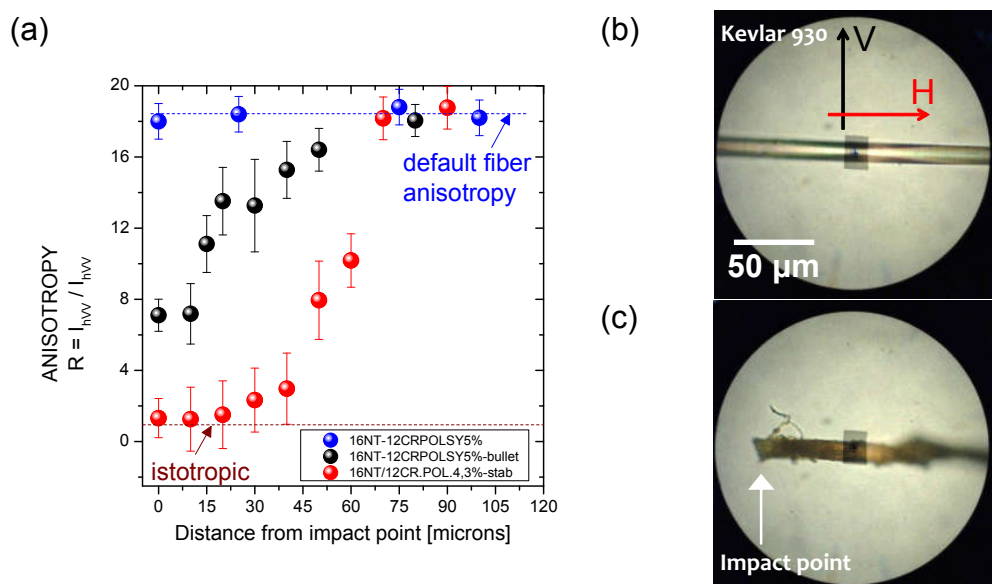 (a)
20
16
12
8
4
0
ANISOTROPY
R = I_hVV / I_hVV
default fiber
anisotropy
istotropic
16NT-12CRPOLSY5%
16NT-12CRPOLSY5%-bullet
16NT/12CR.POL.4,3%-stab
0 15 30 45 60 75 90 105 120
Distance from impact point [microns]
(b)
Kevlar 930
V
H
50 µm
(c)
Impact point